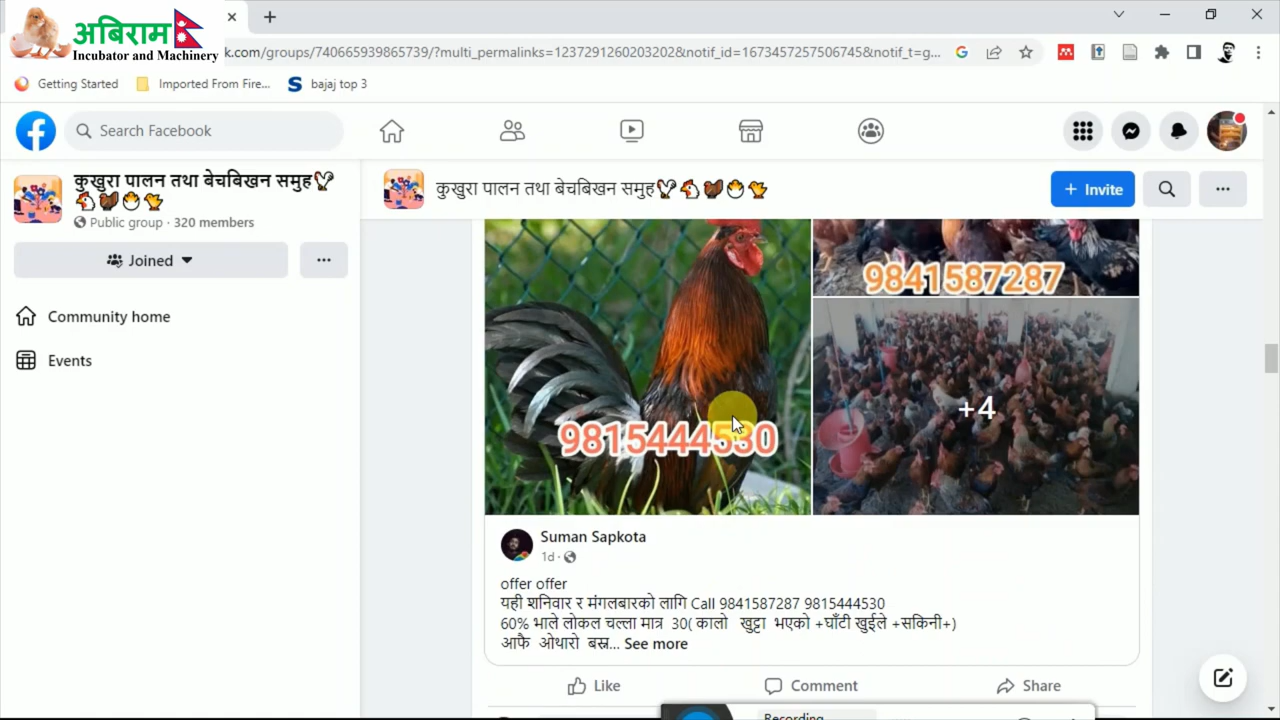 अबिराम
Incubator and Machinery
k.com/groups/740665939865739/?multi_permalinks=1237291260203202&notif_id=1673457257506745&notif_t=g...
Getting Started
Imported From Fire...
bajaj top 3
Search Facebook
कुखुरा पालन तथा बेचबिखन समुह
Public group · 320 members
Joined
Community home
Events
कुखुरा पालन तथा बेचबिखन समुह
+ Invite
9841587287
9815444530
+4
Suman Sapkota
1d ·
offer offer
यही शनिवार र मंगलबारको लागि Call 9841587287 9815444530
60% भाले लोकल चल्ला मात्र 30( कालो खुट्टा भएको +घाँटी खुईले +सकिनी+)
आफै ओथारो बस्न... See more
Like
Comment
Share
Recording